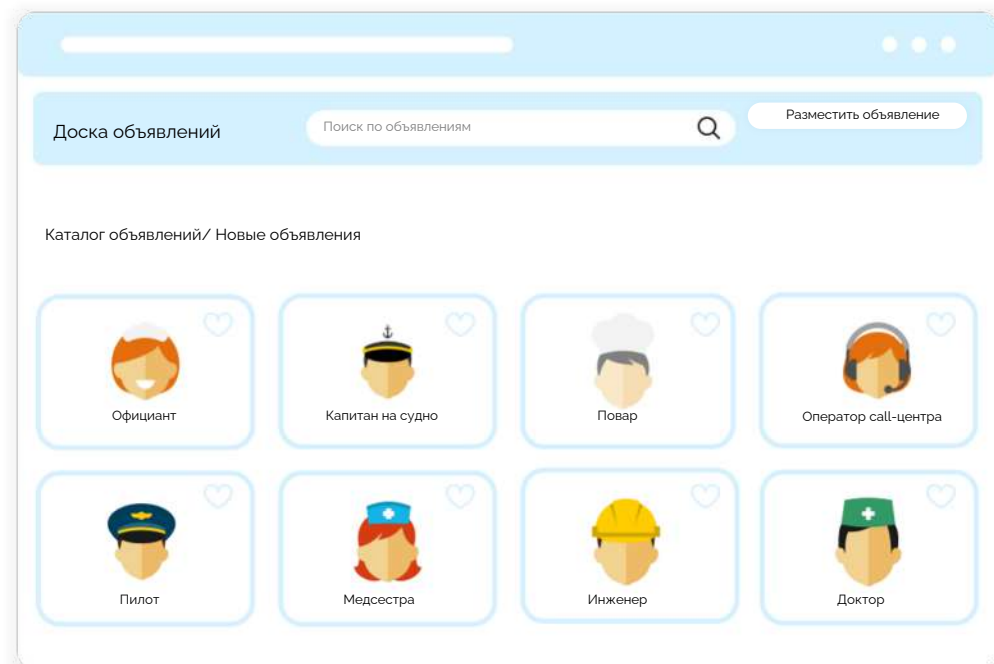 Доска объявлений
Поиск по объявлениям
Разместить объявление
Каталог объявлений/ Новые объявления
Официант
Капитан на судно
Повар
Оператор call-центра
Пилот
Медсестра
Инженер
Доктор